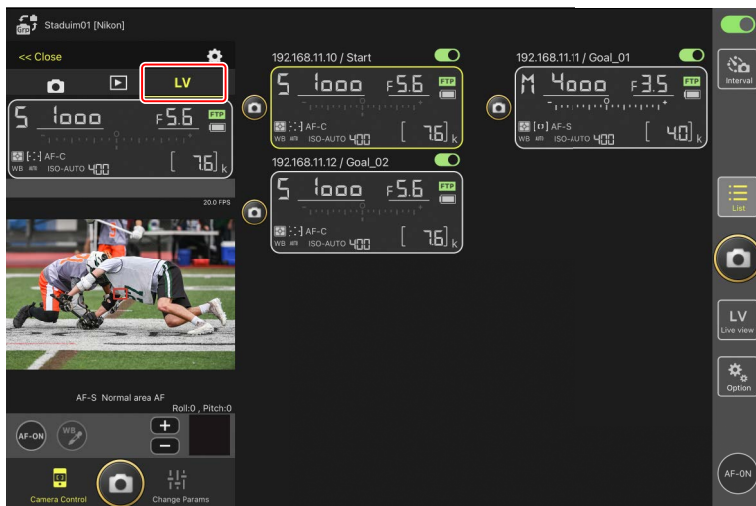 Grp
Staduim01 [Nikon]
<< Close
LV
S 1000 F5.6 FTP
AF-C
WB ISO-AUTO 400 [ 7.6] k
20.0 FPS
77
AF-S Normal area AF
Roll:0 , Pitch:0
AF-ON
WB
Camera Control
Change Params
192.168.11.10 / Start
S 1000 F5.6 FTP
AF-C
WB ISO-AUTO 400 [ 7.6] k
192.168.11.11 / Goal_01
M 4000 F3.5 FTP
AF-S
WB ISO-AUTO 400 [ 4.0] k
192.168.11.12 / Goal_02
S 1000 F5.6 FTP
AF-C
WB ISO-AUTO 400 [ 7.6] k
Interval
List
LV
Live view
Option
AF-ON